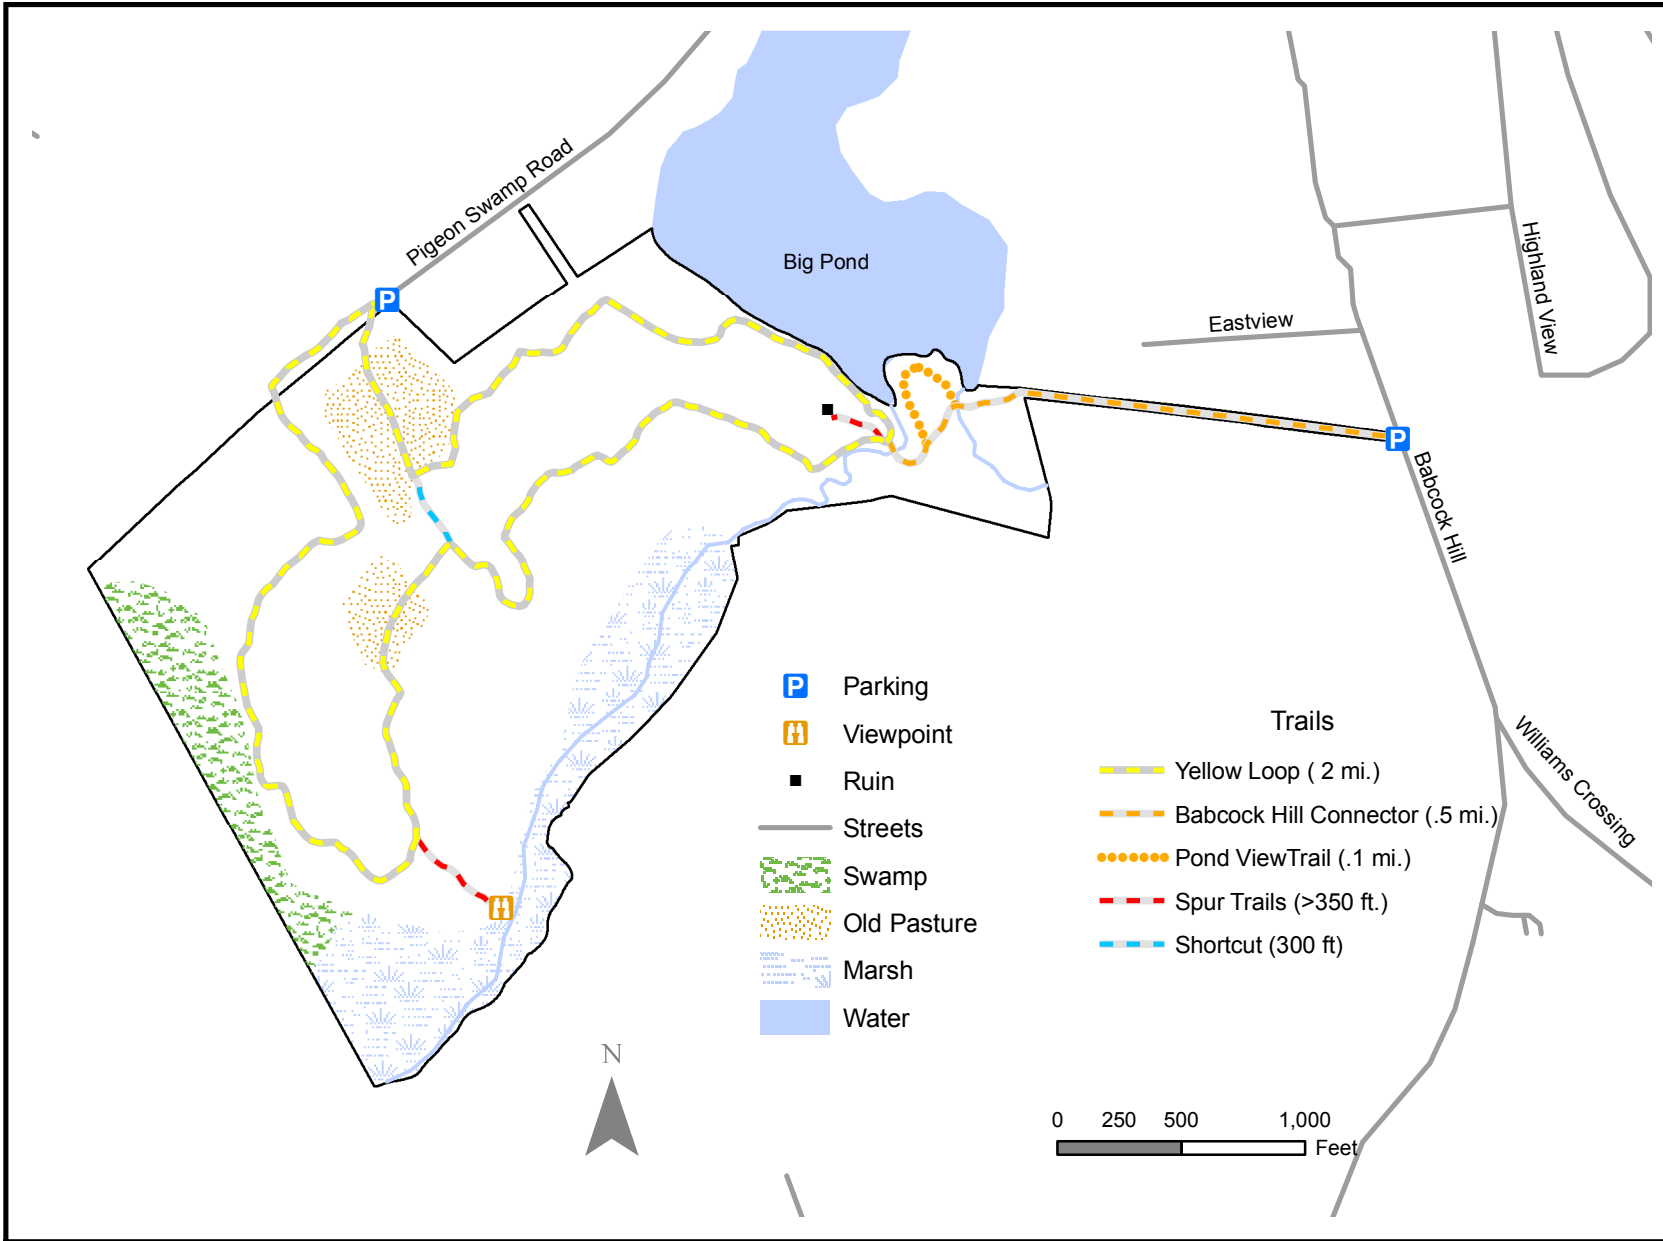 Pigeon Swamp Road
Big Pond
P
Eastview
Highland View
P
Babcock Hill
Williams Crossing
P Parking
Viewpoint
Ruin
Streets
Swamp
Old Pasture
Marsh
Water
Trails
Yellow Loop ( 2 mi.)
Babcock Hill Connector (.5 mi.)
Pond ViewTrail (.1 mi.)
Spur Trails (>350 ft.)
Shortcut (300 ft)
N
0 250 500 1,000
Feet